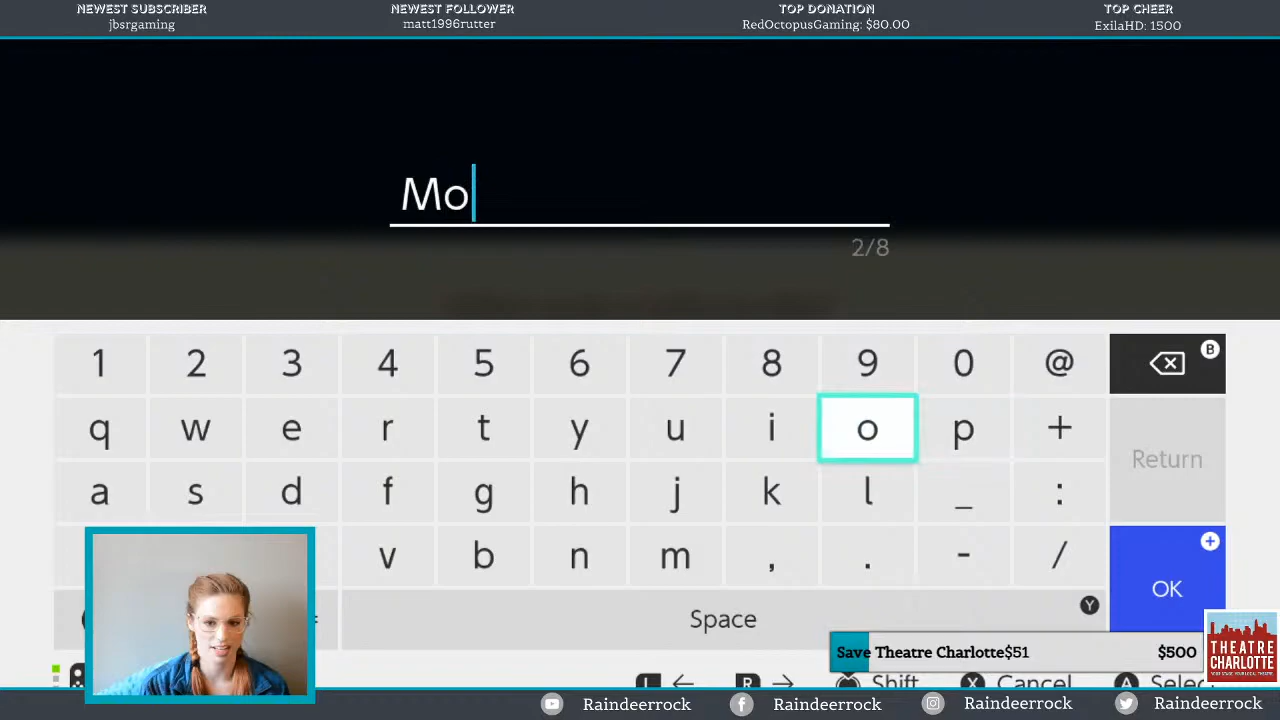 NEWEST SUBSCRIBER
jbsrgaming
NEWEST FOLLOWER
matt1996rutter
TOP DONATION
RedOctopusGaming: $80.00
TOP CHEER
ExilaHD: 1500
Mo
2/8
1 2 3 4 5 6 7 8 9 0 @ B
q w e r t y u i o p + Return
a s d f g h j k l _ :
v b n m , . - / + OK
Space Y
Save Theatre Charlotte$51 $500
THEATRE
CHARLOTTE
L ← R → Shift X Cancel A Select
Raindeerrock Raindeerrock Raindeerrock Raindeerrock